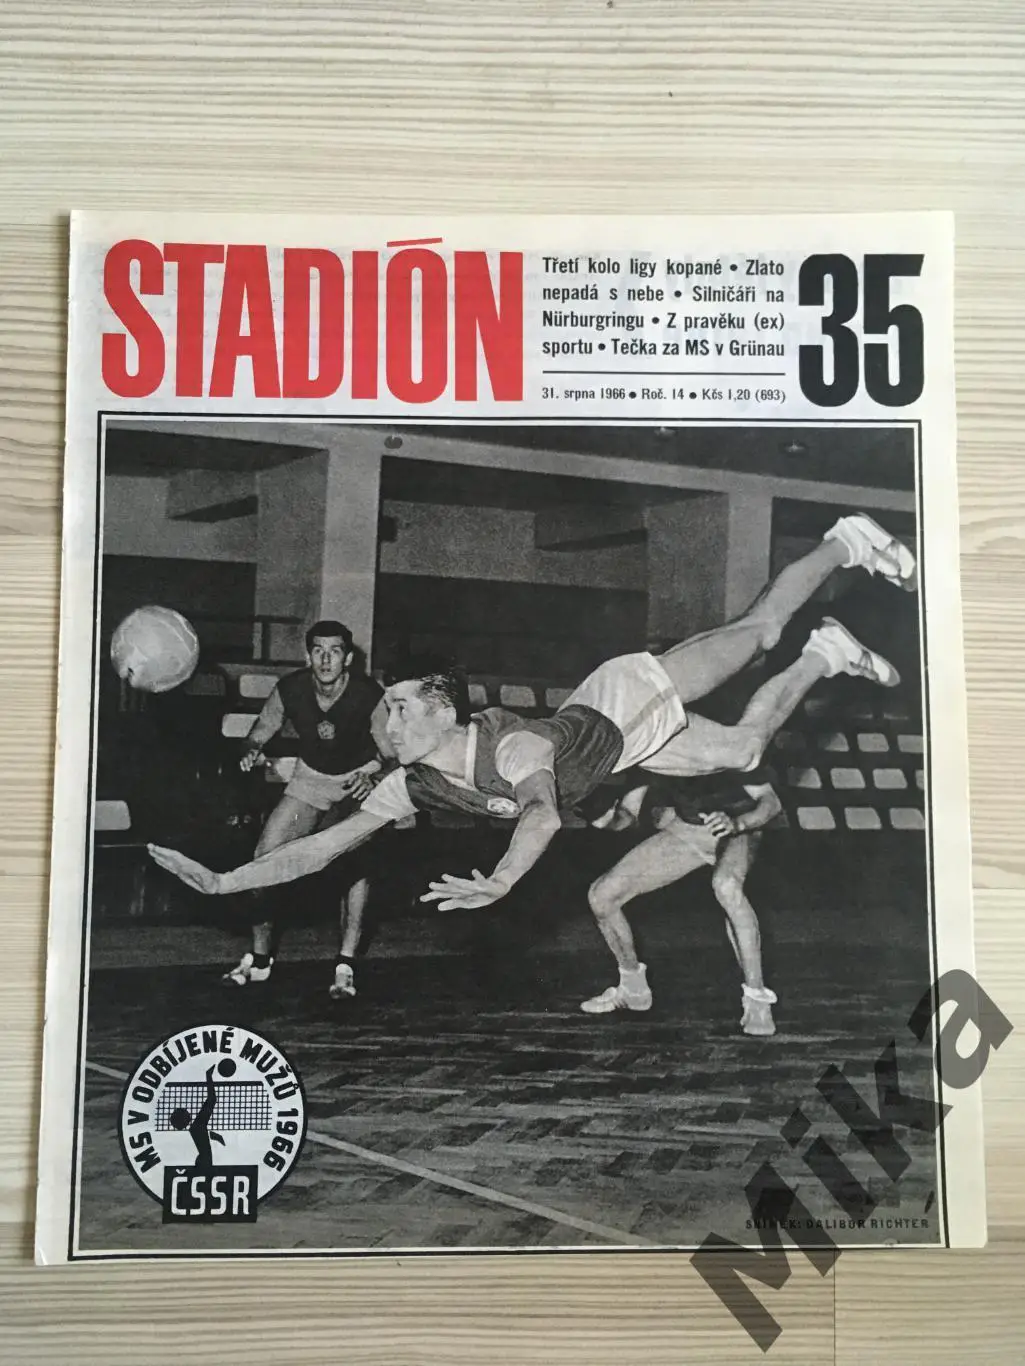 STADIÓN
Třetí kolo ligy kopané • Zlato
nepadá s nebe • Silničáři na
Nürburgringu • Z pravěku (ex)
sportu • Tečka za MS v Grünau
31. srpna 1966 • Roč. 14 • Kčs 1,20 (693)
35
MS V ODBÍJENÉ MUŽŮ 1966
ČSSR
SNÍMEK: DALIBOR RICHTER
Mika